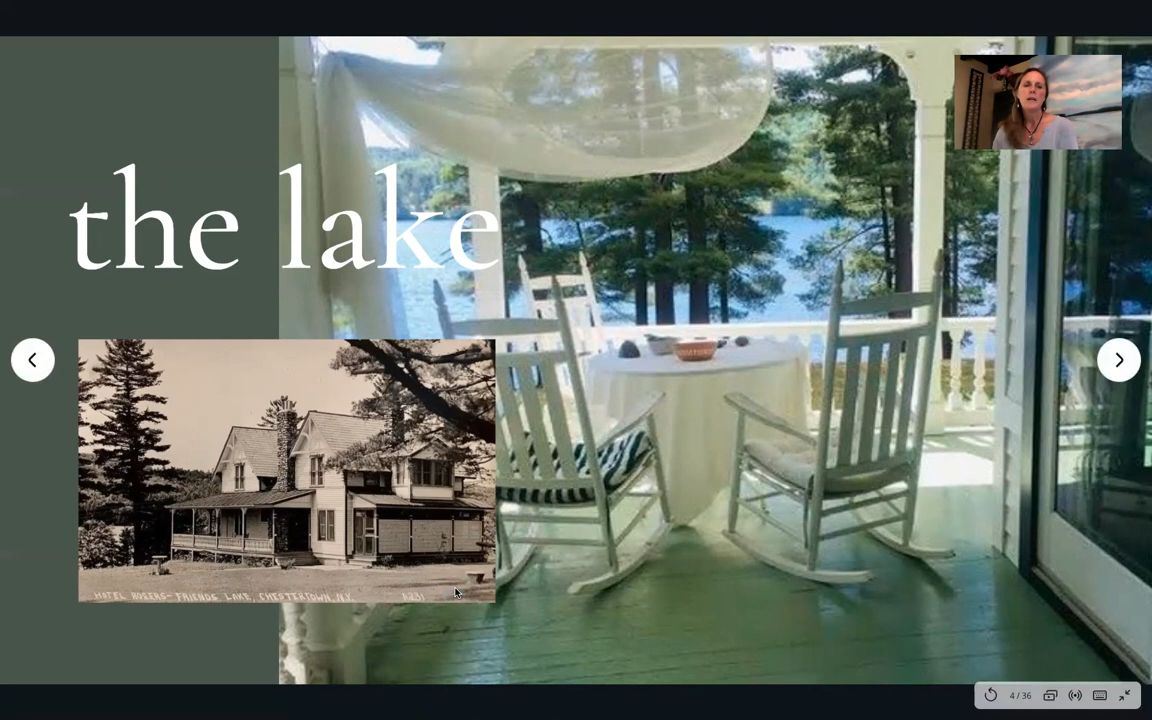 the lake
HOTEL ROGERS - FRIENDS LAKE, CHESTERTOWN, N.Y.
4 / 36